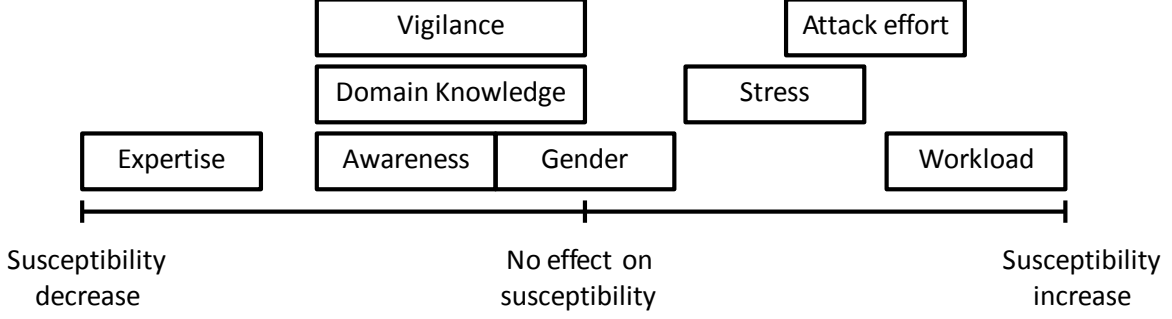 Vigilance
Attack effort
Domain Knowledge
Stress
Expertise
Awareness
Gender
Workload
Susceptibility
decrease
No effect on
susceptibility
Susceptibility
increase